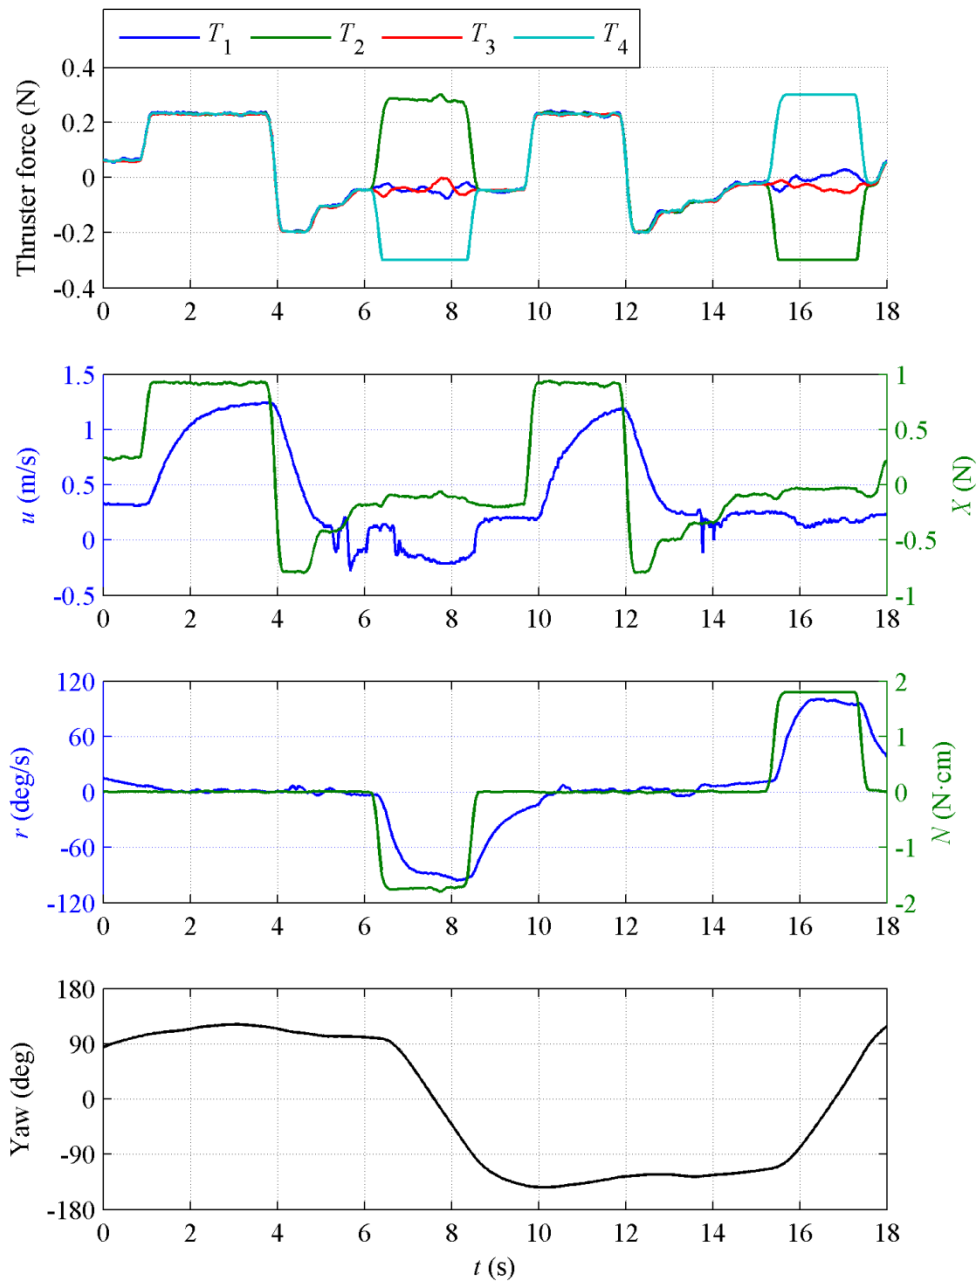 T1 T2 T3 T4
Thruster force (N)
0.4
0.2
0
-0.2
-0.4
0 2 4 6 8 10 12 14 16 18
u (m/s)
1.5
1
0.5
0
-0.5
X (N)
1
0.5
0
-0.5
-1
0 2 4 6 8 10 12 14 16 18
r (deg/s)
120
60
0
-60
-120
N (N·cm)
2
1
0
-1
-2
0 2 4 6 8 10 12 14 16 18
Yaw (deg)
180
90
0
-90
-180
0 2 4 6 8 10 12 14 16 18
t (s)